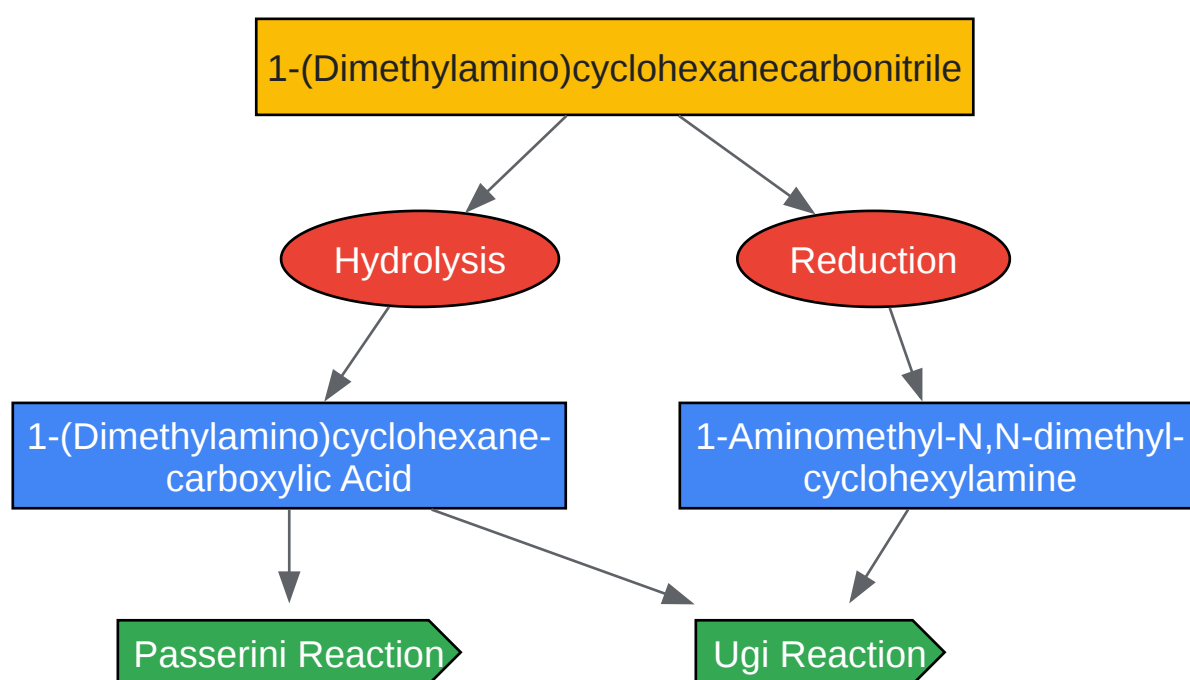 1-(Dimethylamino)cyclohexanecarbonitrile
Hydrolysis
Reduction
1-(Dimethylamino)cyclohexane-
carboxylic Acid
1-Aminomethyl-N,N-dimethyl-
cyclohexylamine
Passerini Reaction
Ugi Reaction